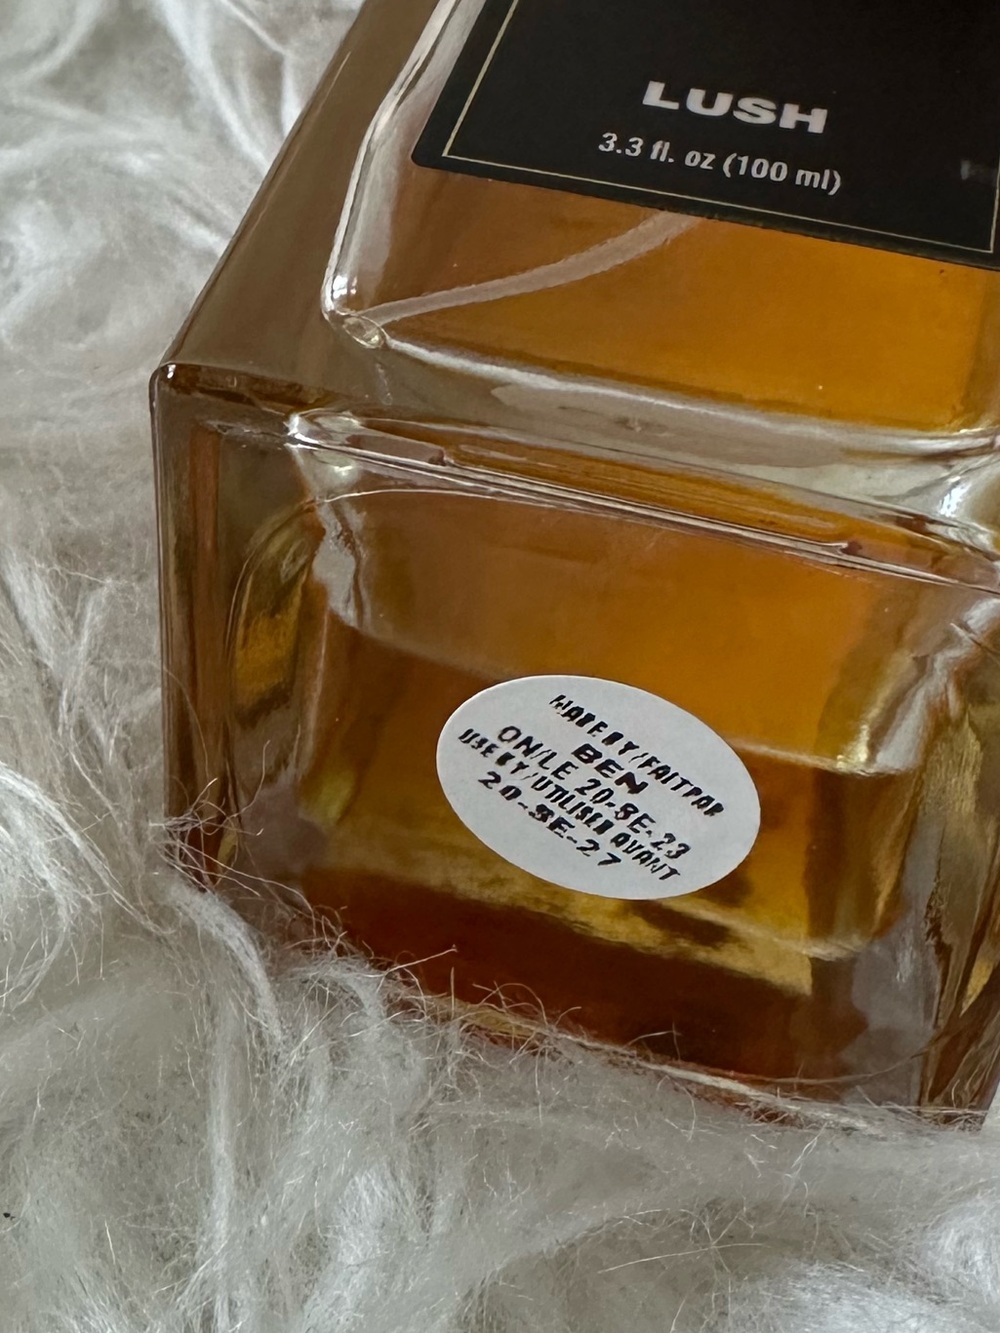 LUSH
3.3 fl. oz (100 ml)
MADE BY/FAIT PAR
BEN
ON/LE 20-SE-23
USE BY/UTILISER AVANT
20-SE-27